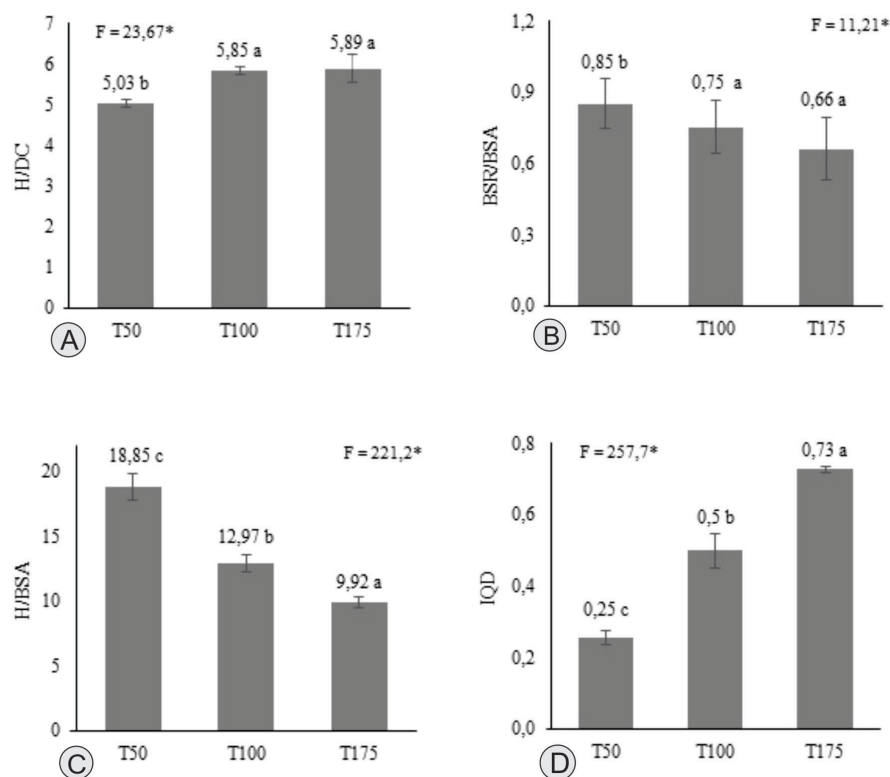 7
6
5
4
3
2
1
0
H/DC
F = 23,67*
5,03 b
5,85 a
5,89 a
T50
T100
T175
A
1,2
0,9
0,6
0,3
0,0
BSR/BSA
F = 11,21*
0,85 b
0,75 a
0,66 a
T50
T100
T175
B
20
15
10
5
0
H/BSA
F = 221,2*
18,85 c
12,97 b
9,92 a
T50
T100
T175
C
0,8
0,6
0,4
0,2
0,0
IQD
F = 257,7*
0,25 c
0,5 b
0,73 a
T50
T100
T175
D